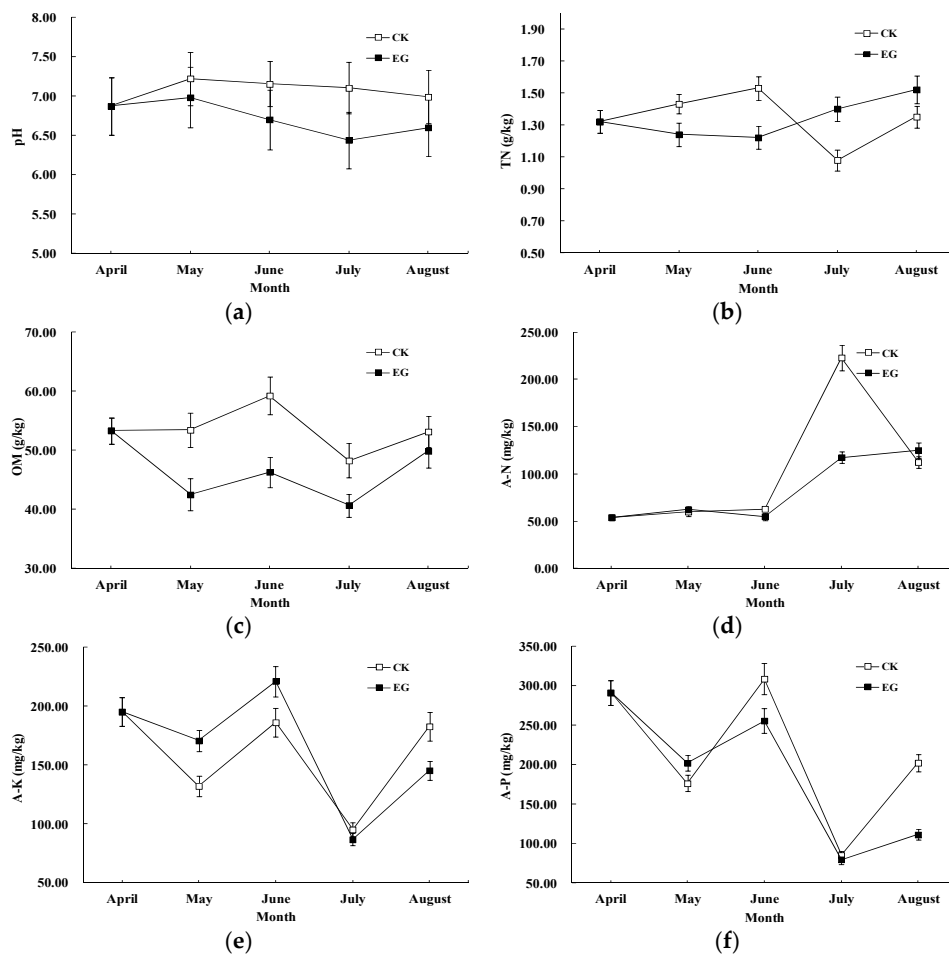 8.00
7.50
7.00
6.50
6.00
5.50
5.00
pH
CK
EG
April May June July August
Month
(a)
1.90
1.70
1.50
1.30
1.10
0.90
0.70
0.50
TN (g/kg)
CK
EG
April May June July August
Month
(b)
70.00
60.00
50.00
40.00
30.00
OM (g/kg)
CK
EG
April May June July August
Month
(c)
250.00
200.00
150.00
100.00
50.00
0.00
A-N (mg/kg)
CK
EG
April May June July August
Month
(d)
250.00
200.00
150.00
100.00
50.00
A-K (mg/kg)
CK
EG
April May June July August
Month
(e)
350.00
300.00
250.00
200.00
150.00
100.00
50.00
A-P (mg/kg)
CK
EG
April May June July August
Month
(f)